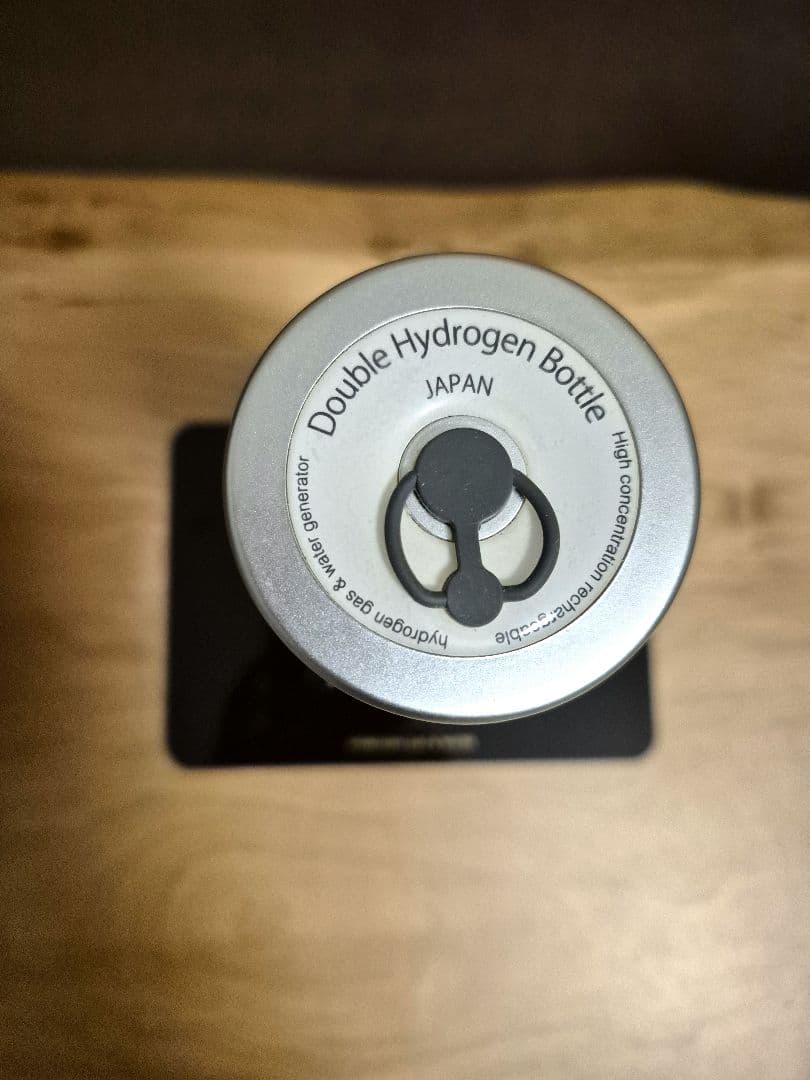 Double Hydrogen Bottle
JAPAN
High concentration rechargeable
hydrogen gas & water generator